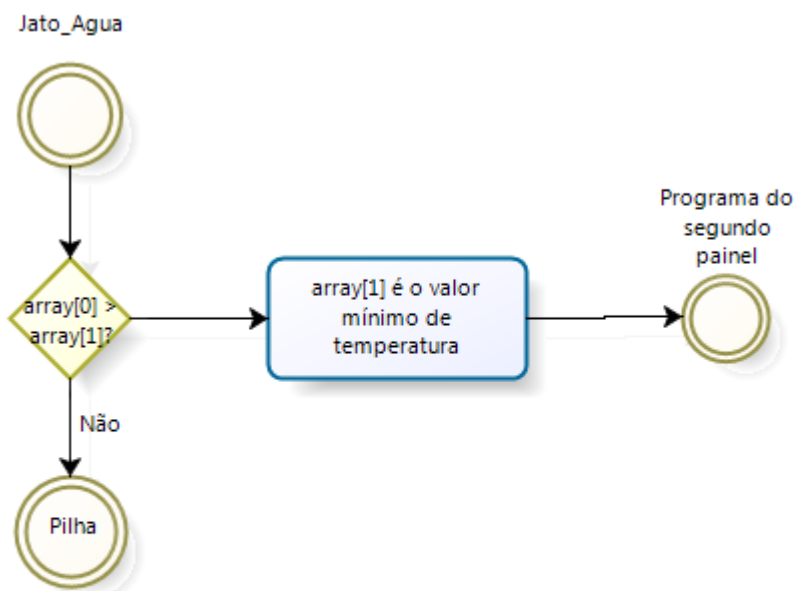 Jato_Agua
array[0] >
array[1]?
array[1] é o valor
mínimo de
temperatura
Programa do
segundo
painel
Não
Pilha